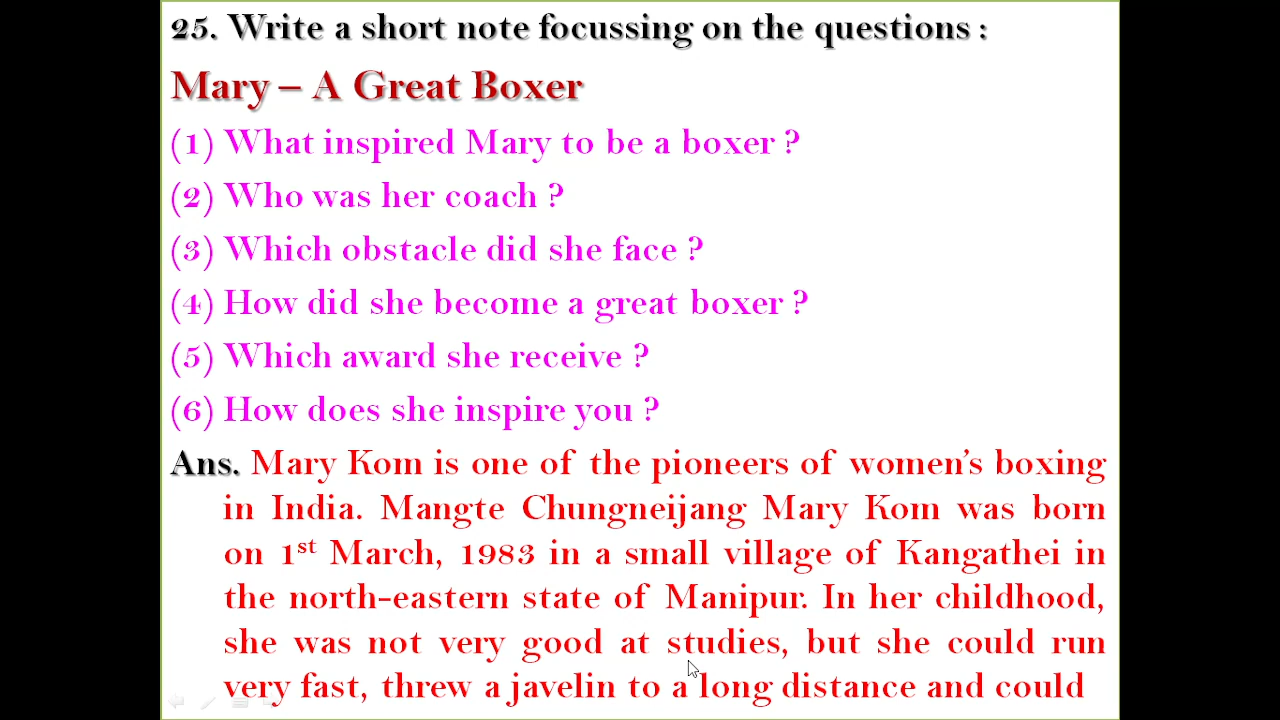 25. Write a short note focussing on the questions :
Mary – A Great Boxer
(1) What inspired Mary to be a boxer ?
(2) Who was her coach ?
(3) Which obstacle did she face ?
(4) How did she become a great boxer ?
(5) Which award she receive ?
(6) How does she inspire you ?
Ans. Mary Kom is one of the pioneers of women's boxing
in India. Mangte Chungneijang Mary Kom was born
on 1st March, 1983 in a small village of Kangathei in
the north-eastern state of Manipur. In her childhood,
she was not very good at studies, but she could run
very fast, threw a javelin to a long distance and could